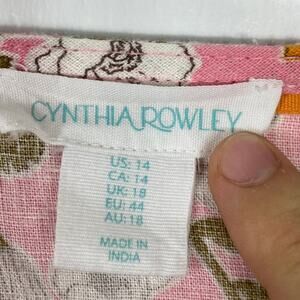 CYNTHIA ROWLEY
US: 14
CA: 14
UK: 18
EU: 44
AU: 18
MADE IN
INDIA